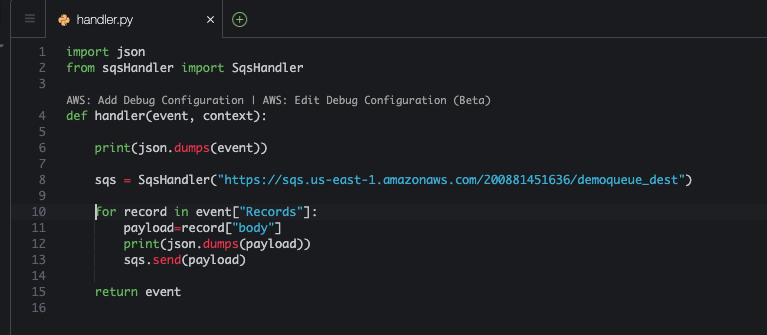 handler.py
1 import json
2 from sqsHandler import SqsHandler
3
AWS: Add Debug Configuration | AWS: Edit Debug Configuration (Beta)
4 def handler(event, context):
5
6     print(json.dumps(event))
7
8     sqs = SqsHandler("https://sqs.us-east-1.amazonaws.com/200881451636/demoqueue_dest")
9
10     for record in event["Records"]:
11         payload=record["body"]
12         print(json.dumps(payload))
13         sqs.send(payload)
14
15     return event
16